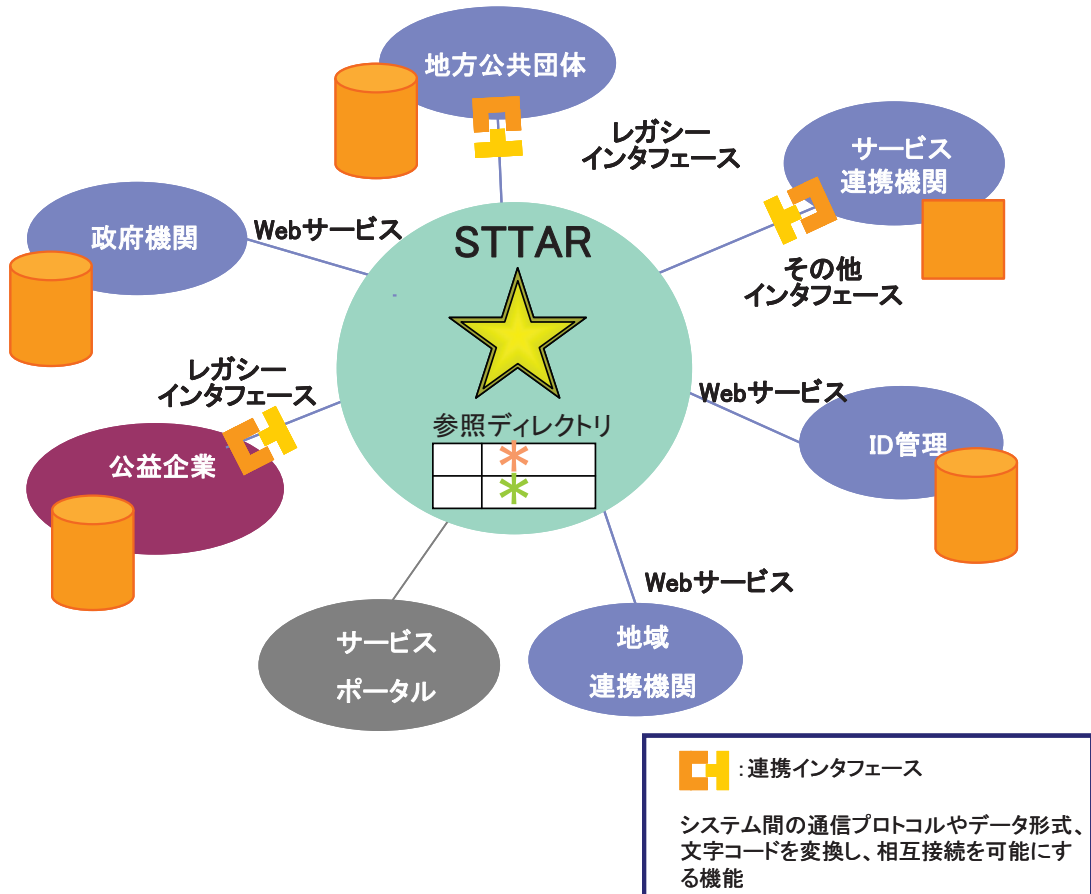 地方公共団体
レガシー
インタフェース
サービス
連携機関
政府機関
Webサービス
STTAR
その他
インタフェース
レガシー
インタフェース
Webサービス
参照ディレクトリ
ID管理
公益企業
*
*
Webサービス
サービス
ポータル
地域
連携機関
:連携インタフェース
システム間の通信プロトコルやデータ形式、
文字コードを変換し、相互接続を可能にす
る機能